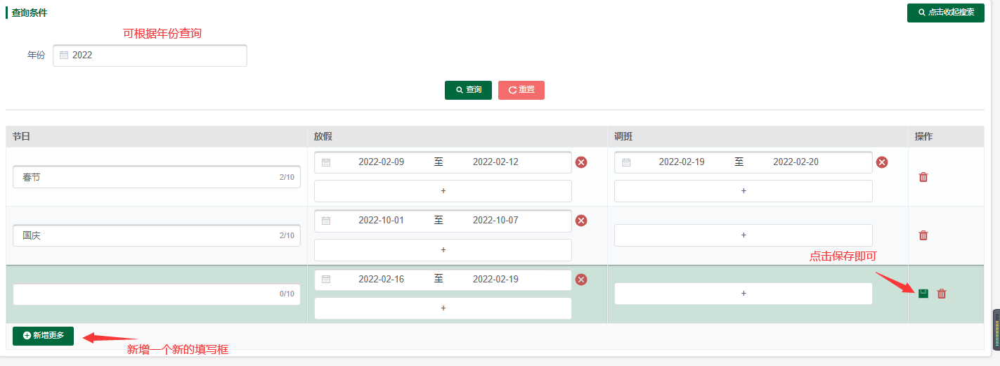 查询条件
点击收起搜索
可根据年份查询
年份 2022
查询 重置
节日 放假 调班 操作
2022-02-09 至 2022-02-12 2022-02-19 至 2022-02-20
春节 2/10
+ +
2022-10-01 至 2022-10-07
国庆 2/10 +
+
点击保存即可
2022-02-16 至 2022-02-19
0/10 +
+
新增更多
新增一个新的填写框